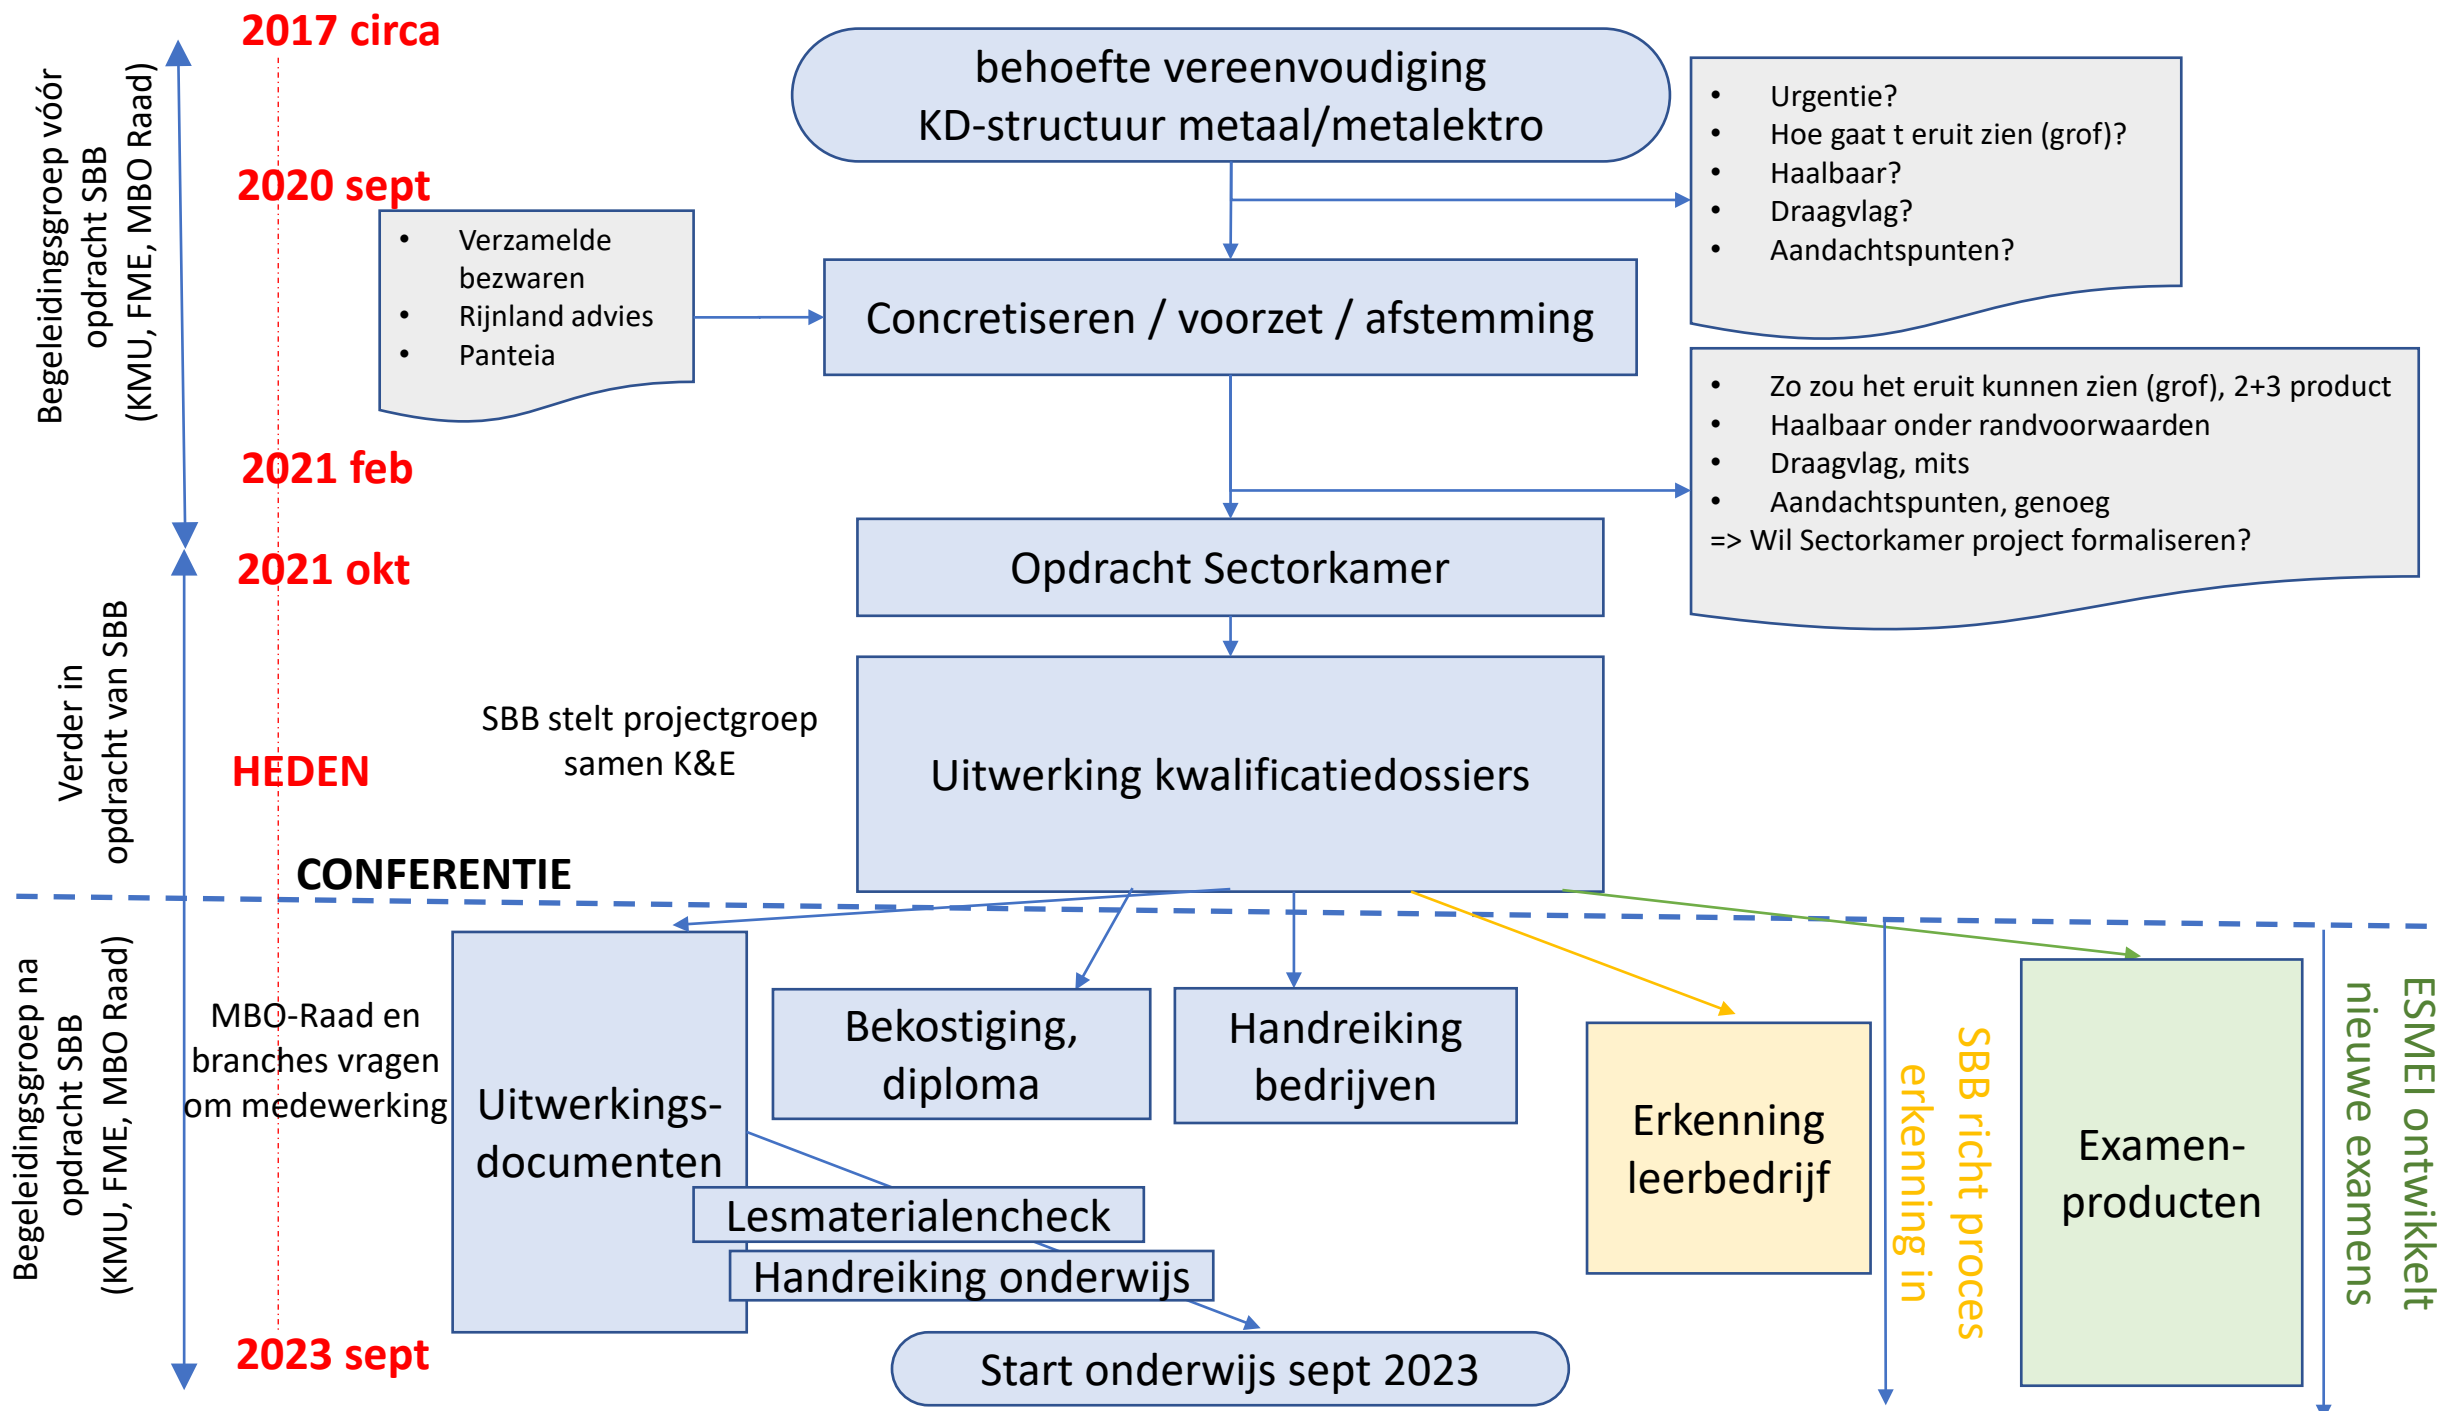 2017 circa
behoefte vereenvoudiging
KD-structuur metaal/metalektro
• Urgentie?
• Hoe gaat t eruit zien (grof)?
• Haalbaar?
• Draagvlag?
• Aandachtspunten?
Begeleidingsgroep vóór
opdracht SBB
(KMU, FME, MBO Raad)
2020 sept
• Verzamelde
bezwaren
• Rijnland advies
• Panteia
Concretiseren / voorzet / afstemming
• Zo zou het eruit kunnen zien (grof), 2+3 product
• Haalbaar onder randvoorwaarden
• Draagvlag, mits
• Aandachtspunten, genoeg
=> Wil Sectorkamer project formaliseren?
2021 feb
2021 okt
Opdracht Sectorkamer
Verder in
opdracht van SBB
SBB stelt projectgroep
samen K&E
HEDEN
Uitwerking kwalificatiedossiers
CONFERENTIE
Begeleidingsgroep na
opdracht SBB
(KMU, FME, MBO Raad)
MBO-Raad en
branches vragen
om medewerking
Uitwerkings-
documenten
Bekostiging,
diploma
Handreiking
bedrijven
Erkenning
leerbedrijf
SBB richt proces
erkenning in
Examen-
producten
ESMEI ontwikkelt
nieuwe examens
Lesmaterialencheck
Handreiking onderwijs
2023 sept
Start onderwijs sept 2023